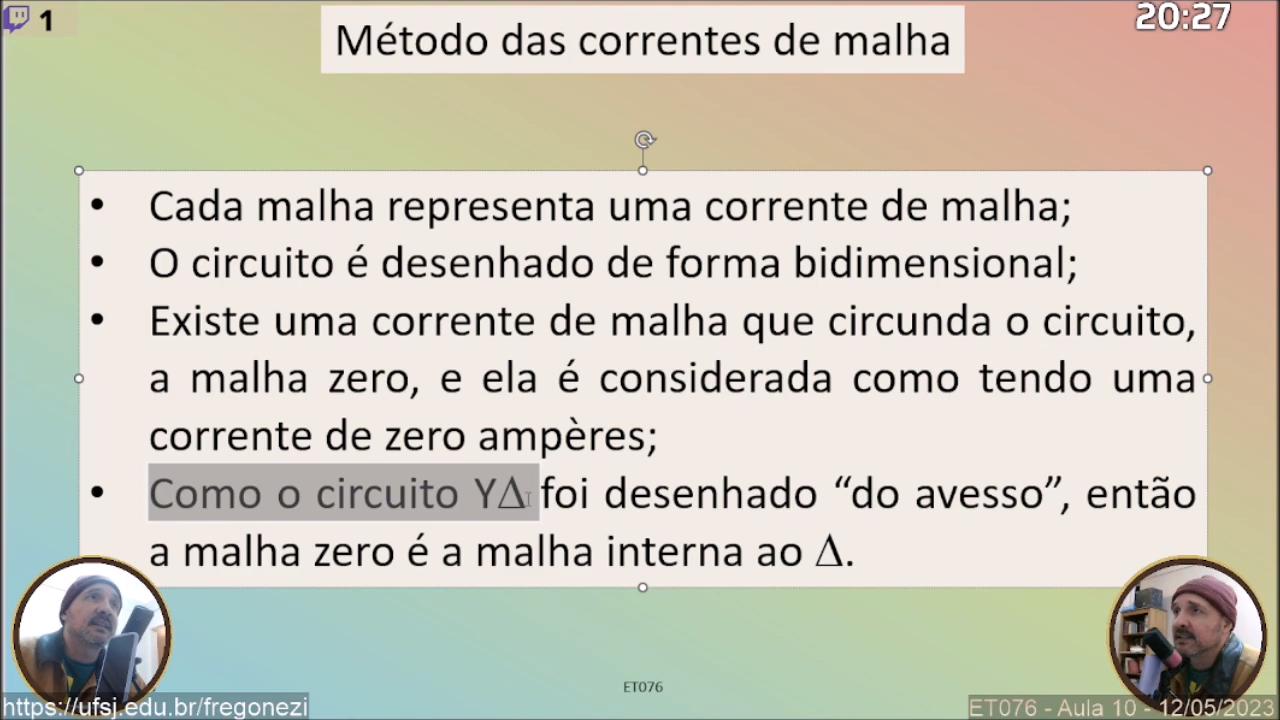 1
20:27
Método das correntes de malha
• Cada malha representa uma corrente de malha;
• O circuito é desenhado de forma bidimensional;
• Existe uma corrente de malha que circunda o circuito,
a malha zero, e ela é considerada como tendo uma
corrente de zero ampères;
• Como o circuito YΔ foi desenhado “do avesso”, então
a malha zero é a malha interna ao Δ.
ET076
https://ufsj.edu.br/fregonezi
ET076 - Aula 10 - 12/05/2023